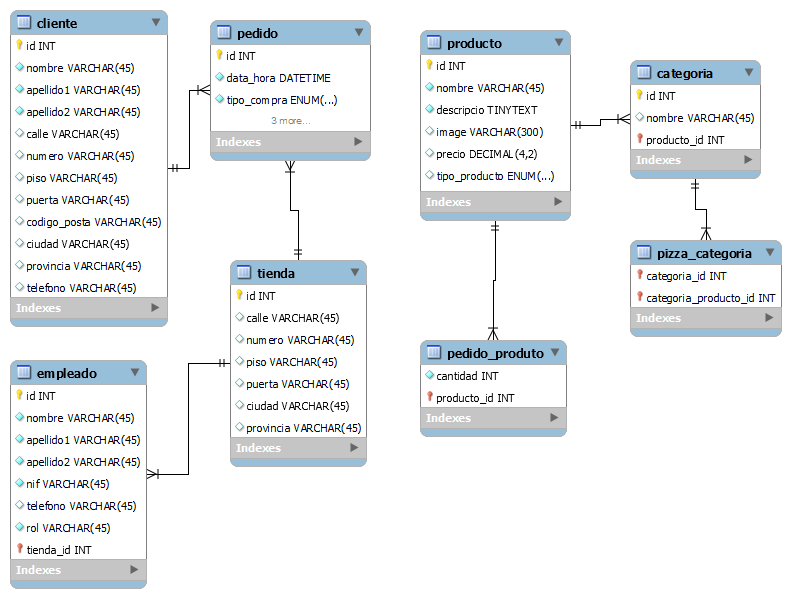 cliente
id INT
nombre VARCHAR(45)
apellido1 VARCHAR(45)
apellido2 VARCHAR(45)
calle VARCHAR(45)
numero VARCHAR(45)
piso VARCHAR(45)
puerta VARCHAR(45)
codigo_posta VARCHAR(45)
ciudad VARCHAR(45)
provincia VARCHAR(45)
telefono VARCHAR(45)
Indexes
pedido
id INT
data_hora DATETIME
tipo_compra ENUM(...)
3 more...
Indexes
producto
id INT
nombre VARCHAR(45)
descripcio TINYTEXT
image VARCHAR(300)
precio DECIMAL(4,2)
tipo_producto ENUM(...)
Indexes
categoria
id INT
nombre VARCHAR(45)
producto_id INT
Indexes
pizza_categoria
categoria_id INT
categoria_producto_id INT
Indexes
tienda
id INT
calle VARCHAR(45)
numero VARCHAR(45)
piso VARCHAR(45)
puerta VARCHAR(45)
ciudad VARCHAR(45)
provincia VARCHAR(45)
Indexes
pedido_produto
cantidad INT
producto_id INT
Indexes
empleado
id INT
nombre VARCHAR(45)
apellido1 VARCHAR(45)
apellido2 VARCHAR(45)
nif VARCHAR(45)
telefono VARCHAR(45)
rol VARCHAR(45)
tienda_id INT
Indexes